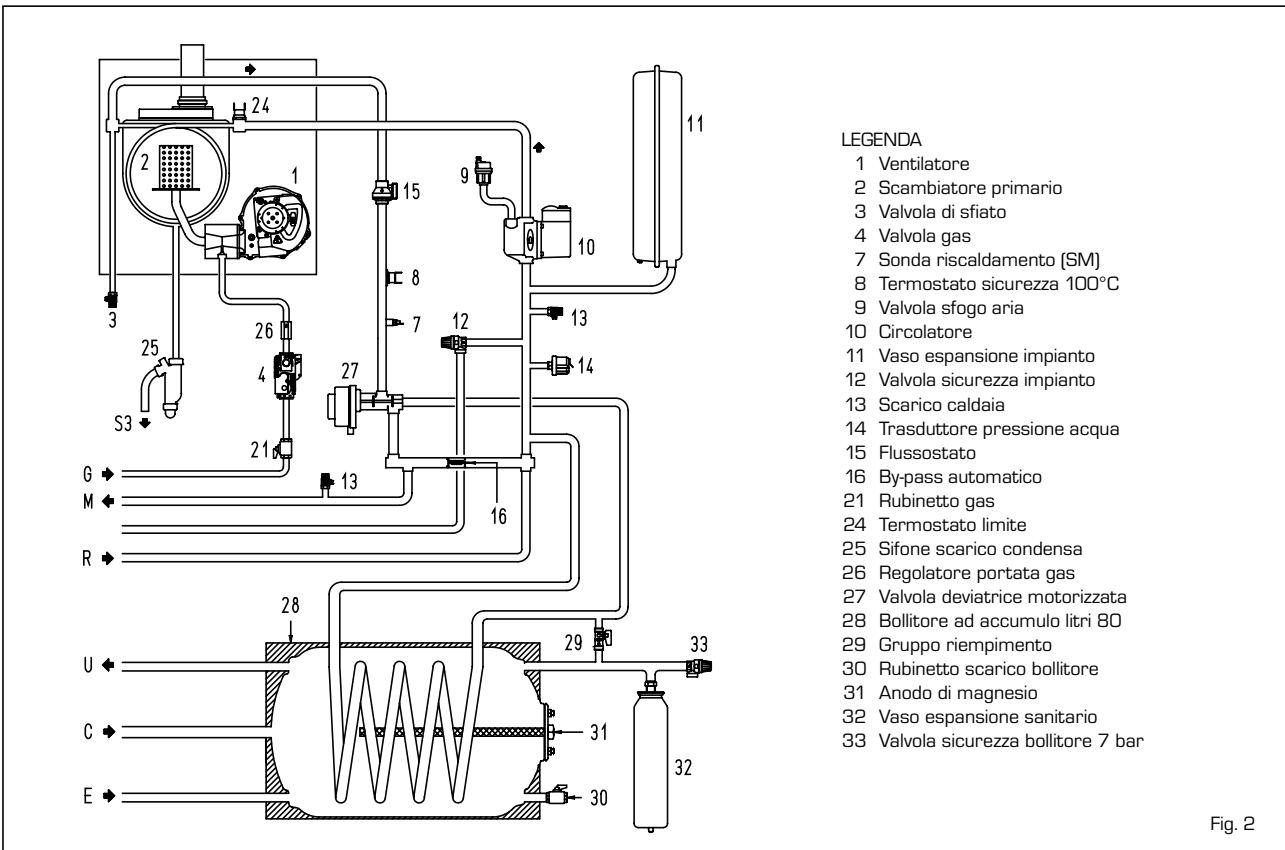 24
2
1
11
9
15
10
8
3
13
7
12
26
25
14
27
4
S3
21
G
M
13
16
R
28
29
33
U
C
31
32
E
30
LEGENDA
1 Ventilatore
2 Scambiatore primario
3 Valvola di sfiato
4 Valvola gas
7 Sonda riscaldamento (SM)
8 Termostato sicurezza 100°C
9 Valvola sfogo aria
10 Circolatore
11 Vaso espansione impianto
12 Valvola sicurezza impianto
13 Scarico caldaia
14 Trasduttore pressione acqua
15 Flussostato
16 By-pass automatico
21 Rubinetto gas
24 Termostato limite
25 Sifone scarico condensa
26 Regolatore portata gas
27 Valvola deviatrice motorizzata
28 Bollitore ad accumulo litri 80
29 Gruppo riempimento
30 Rubinetto scarico bollitore
31 Anodo di magnesio
32 Vaso espansione sanitario
33 Valvola sicurezza bollitore 7 bar
Fig. 2